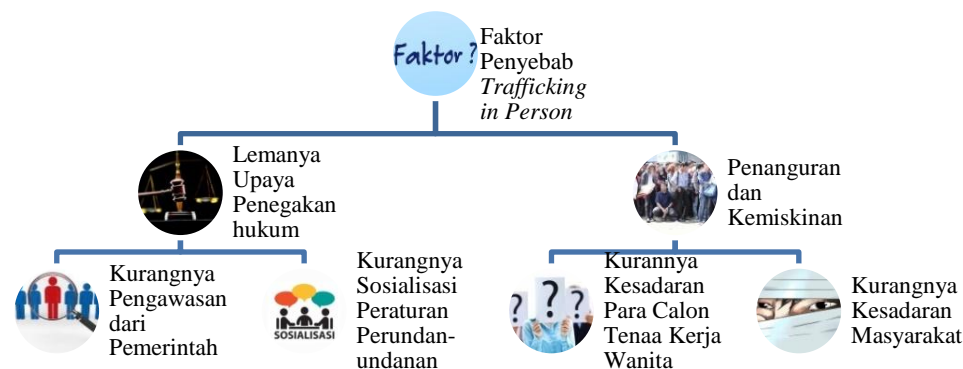 Faktor ?
Faktor
Penyebab
Trafficking
in Person
Lemanya
Upaya
Penegakan
hukum
Penanguran
dan
Kemiskinan
Kurangnya
Pengawasan
dari
Pemerintah
SOSIALISASI
Kurangnya
Sosialisasi
Peraturan
Perundan-
undanan
? ? ?
Kurannya
Kesadaran
Para Calon
Tenaa Kerja
Wanita
Kurangnya
Kesadaran
Masyarakat